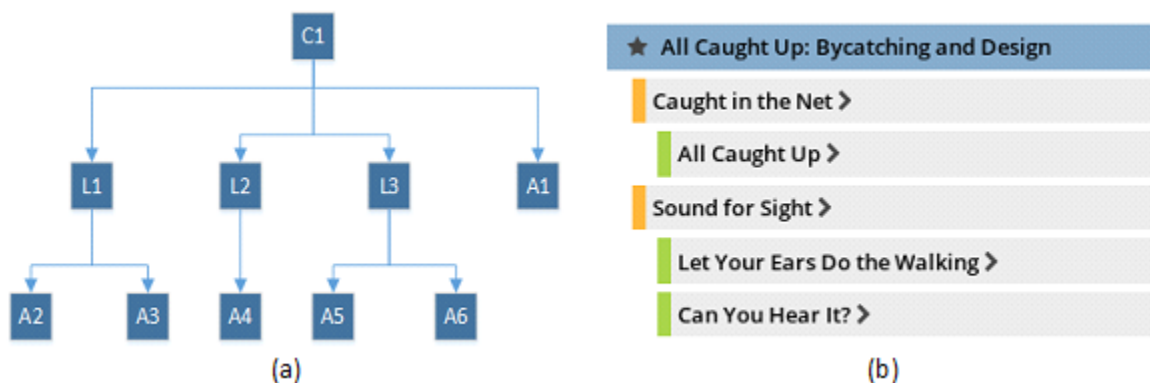 C1
L1 L2 L3 A1
A2 A3 A4 A5 A6
(a)
All Caught Up: Bycatching and Design
Caught in the Net
All Caught Up
Sound for Sight
Let Your Ears Do the Walking
Can You Hear It?
(b)